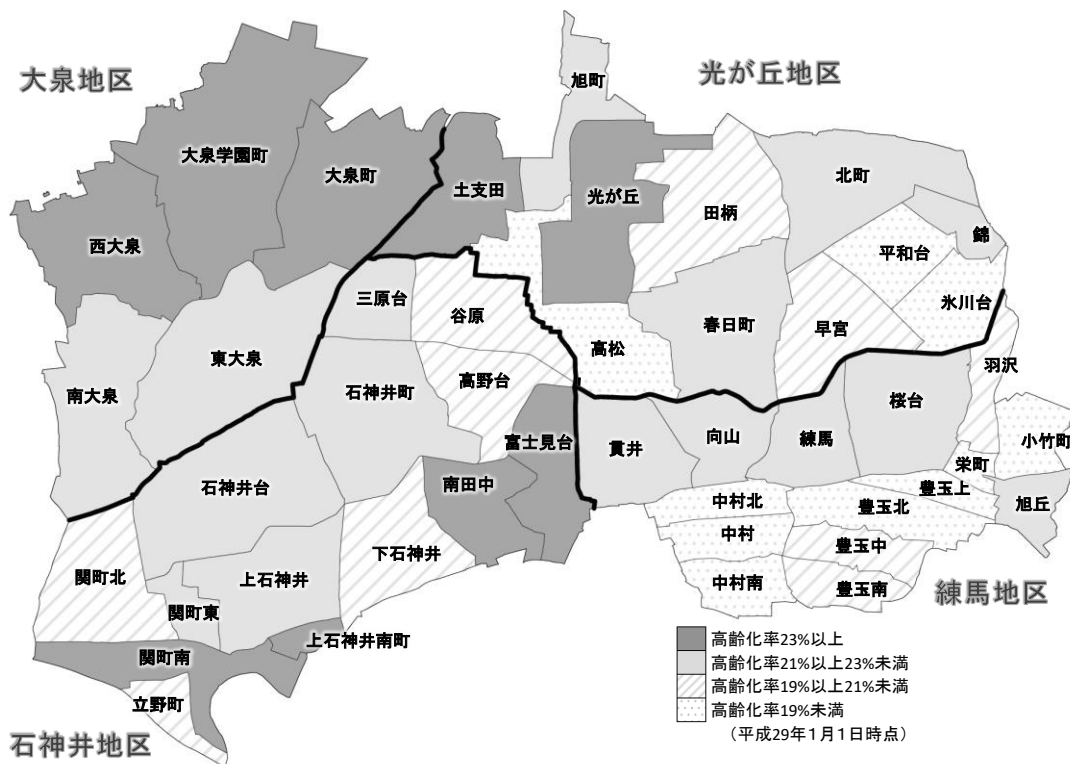 大泉地区
光が丘地区
旭町
大泉学園町
大泉町
土支田
光が丘
田柄
北町
錦
平和台
西大泉
氷川台
三原台
谷原
春日町
早宮
高松
東大泉
羽沢
南大泉
石神井町
高野台
桜台
富士見台
貫井
向山
練馬
小竹町
栄町
石神井台
南田中
中村北
豊玉上
豊玉北
旭丘
中村
豊玉中
下石神井
関町北
上石神井
中村南
豊玉南
練馬地区
関町東
上石神井南町
関町南
立野町
石神井地区
高齢化率23%以上
高齢化率21%以上23%未満
高齢化率19%以上21%未満
高齢化率19%未満
（平成29年1月1日時点）